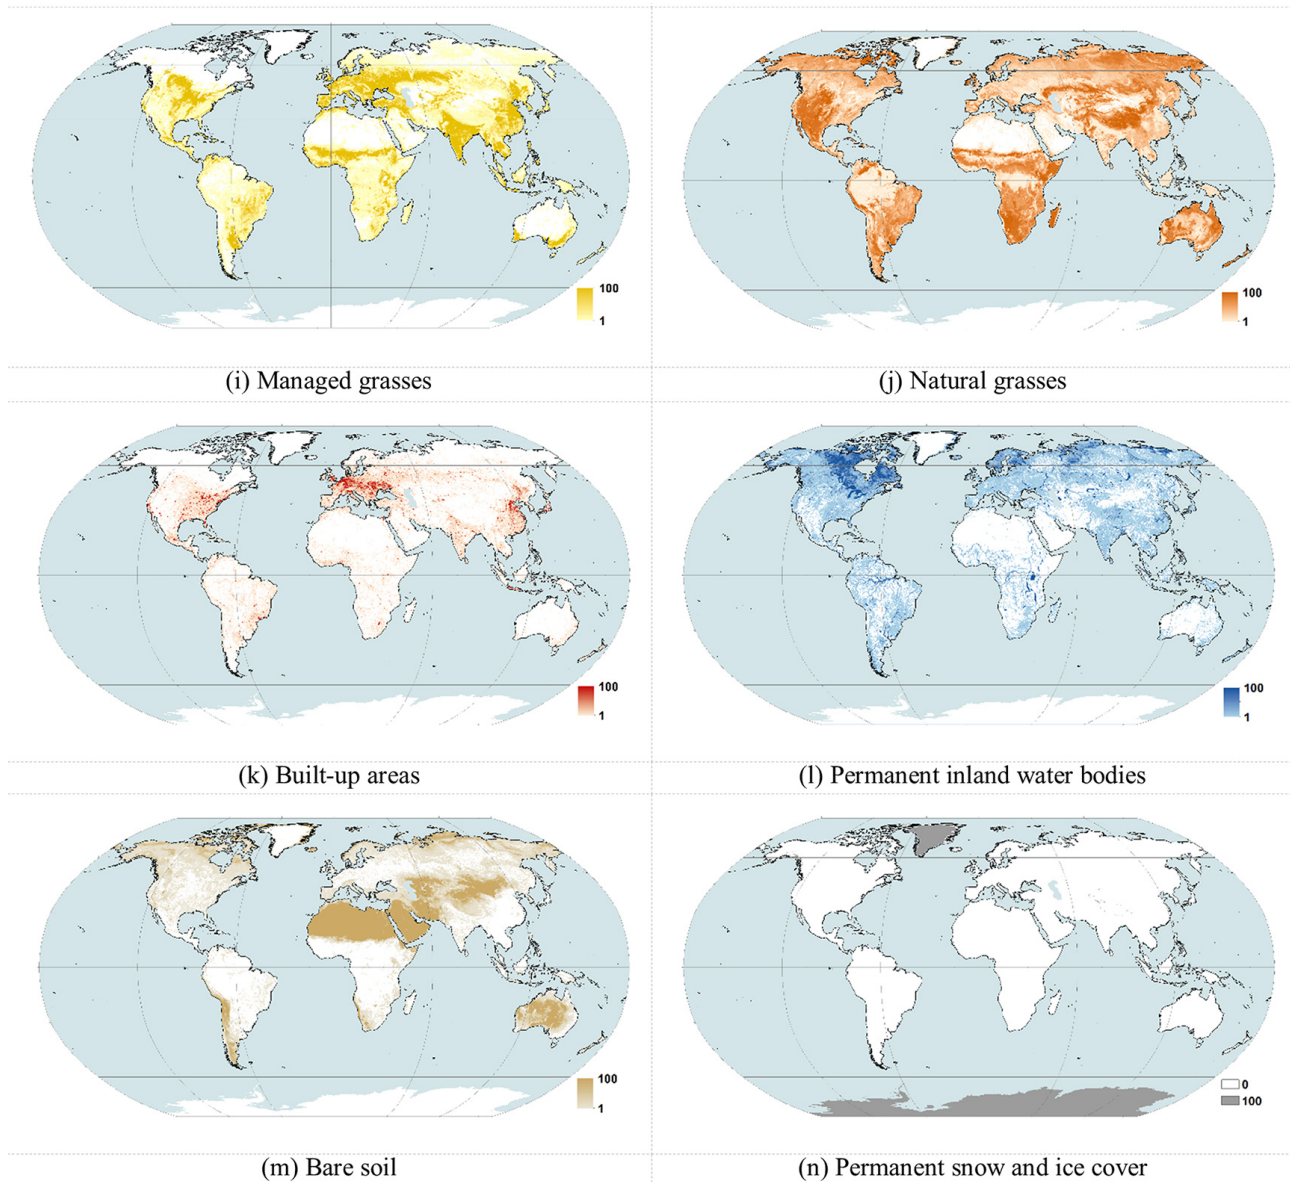 100
1
100
1
(i) Managed grasses
(j) Natural grasses
100
1
100
1
(k) Built-up areas
(l) Permanent inland water bodies
100
1
0
100
(m) Bare soil
(n) Permanent snow and ice cover